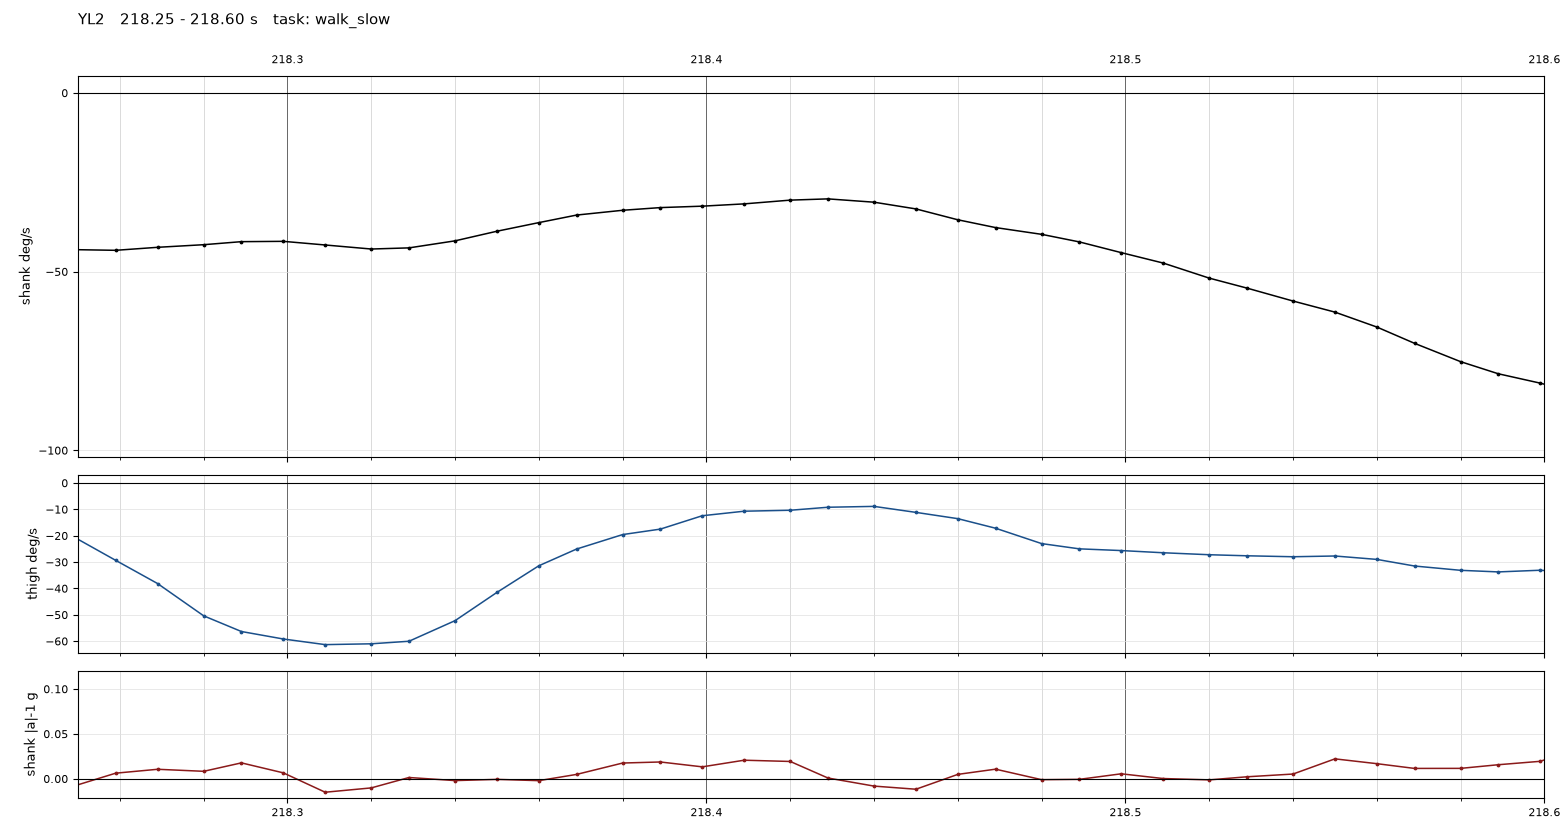 YL2   218.25 - 218.60 s   task: walk_slow
218.3 218.4 218.5 218.6
0
−50
−100
shank deg/s
0
−10
−20
−30
−40
−50
−60
thigh deg/s
0.10
0.05
0.00
shank |a|-1 g
218.3 218.4 218.5 218.6